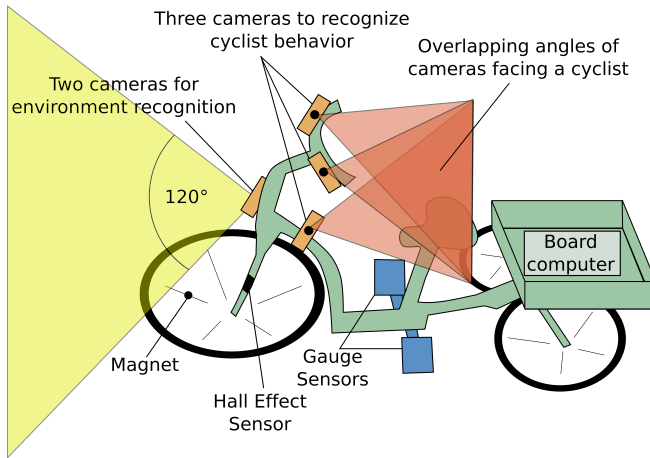 Three cameras to recognize
cyclist behavior
Overlapping angles of
cameras facing a cyclist
Two cameras for
environment recognition
120°
Board
computer
Magnet
Gauge
Sensors
Hall Effect
Sensor